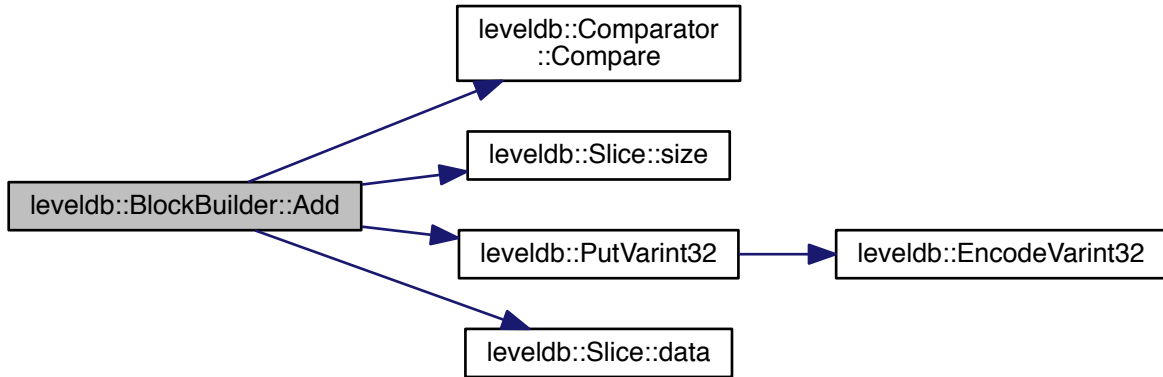 leveldb::Comparator
::Compare
leveldb::Slice::size
leveldb::BlockBuilder::Add
leveldb::PutVarint32
leveldb::EncodeVarint32
leveldb::Slice::data